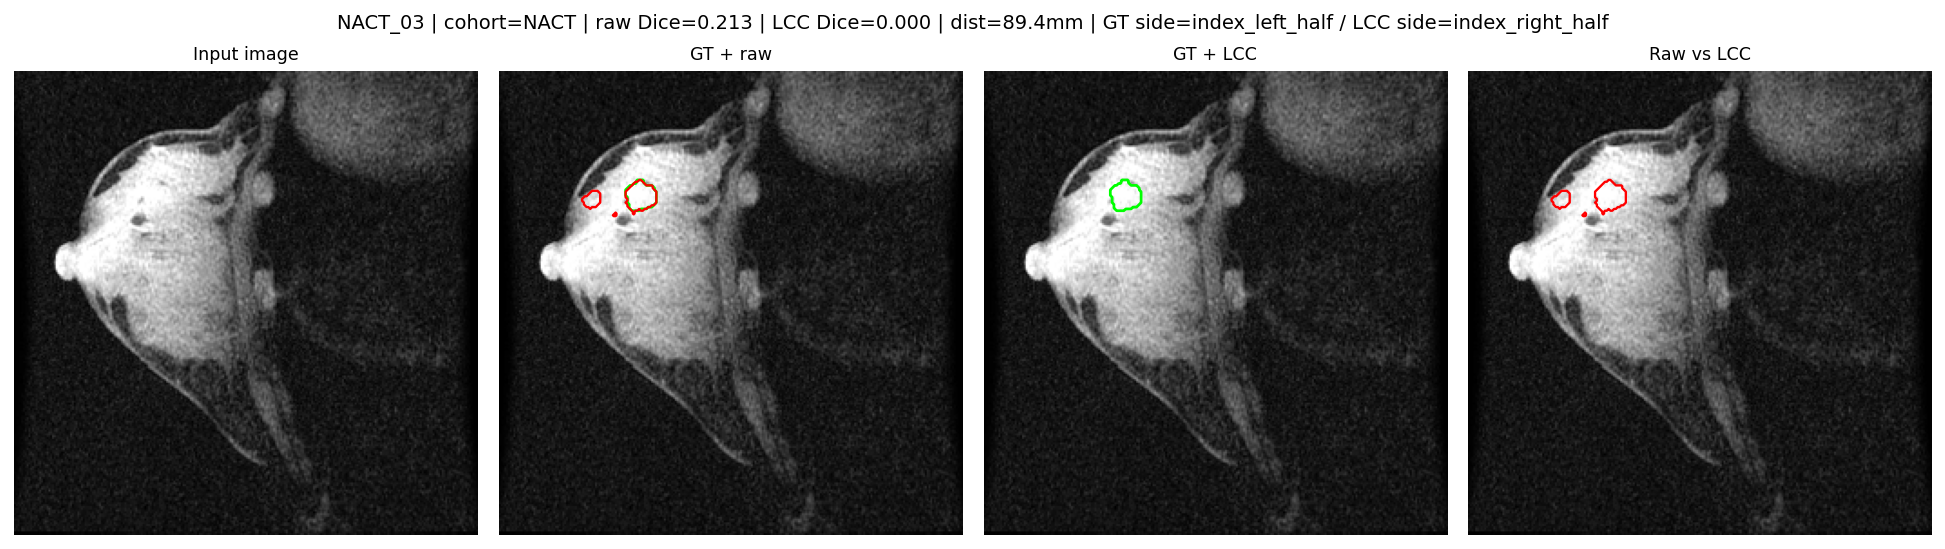 NACT_03 | cohort=NACT | raw Dice=0.213 | LCC Dice=0.000 | dist=89.4mm | GT side=index_left_half / LCC side=index_right_half
Input image
GT + raw
GT + LCC
Raw vs LCC